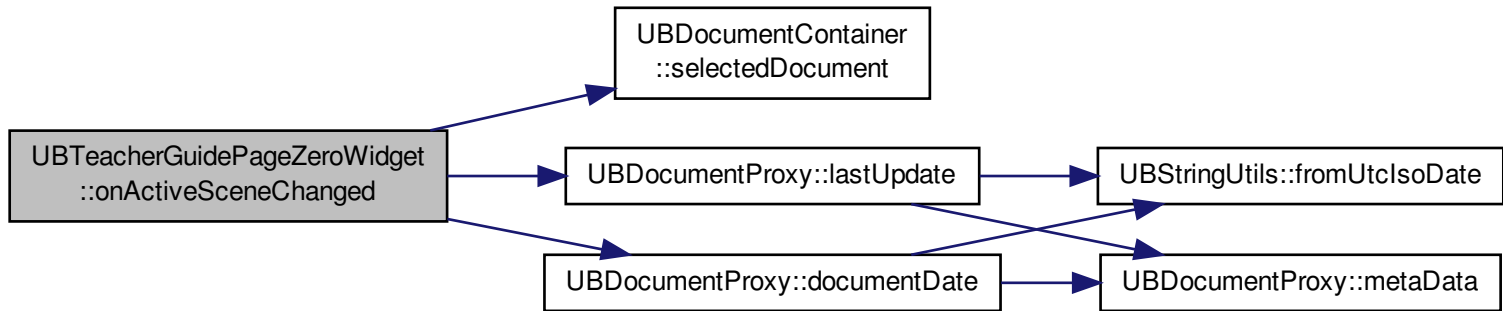 UBDocumentContainer
::selectedDocument
UBTeacherGuidePageZeroWidget
::onActiveSceneChanged
UBDocumentProxy::lastUpdate
UBStringUtils::fromUtcIsoDate
UBDocumentProxy::documentDate
UBDocumentProxy::metaData